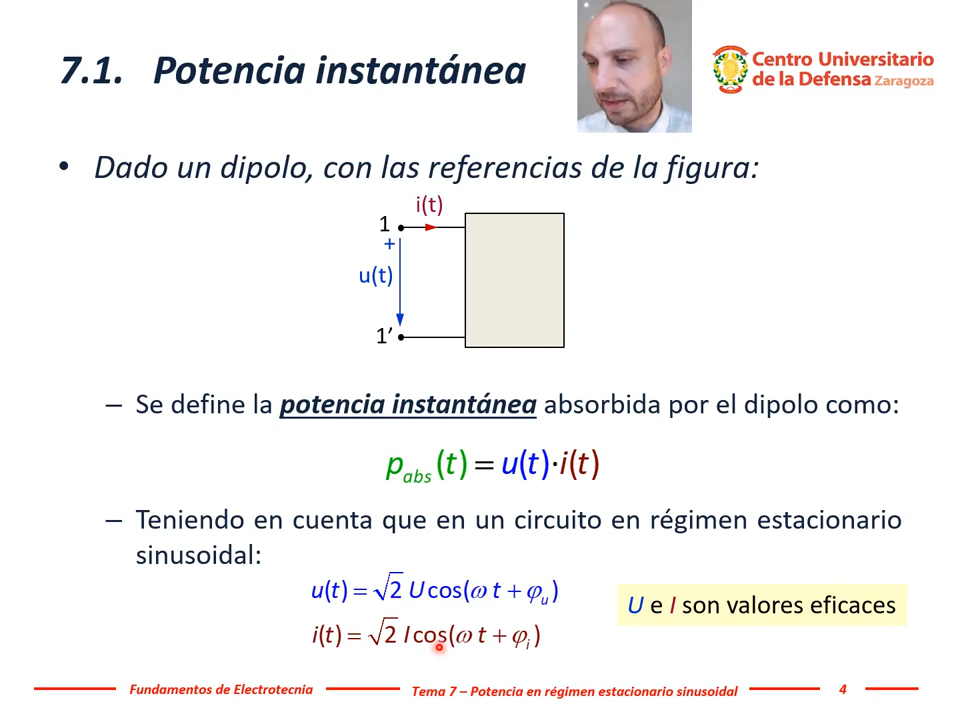 7.1. Potencia instantánea
Centro Universitario
de la Defensa Zaragoza
• Dado un dipolo, con las referencias de la figura:
i(t)
1
+
u(t)
1’
– Se define la potencia instantánea absorbida por el dipolo como:
p_abs(t) = u(t)·i(t)
– Teniendo en cuenta que en un circuito en régimen estacionario
sinusoidal:
u(t) = √2 U cos(ω t + φ_u)
i(t) = √2 I cos(ω t + φ_i)
U e I son valores eficaces
Fundamentos de Electrotecnia
Tema 7 – Potencia en régimen estacionario sinusoidal
4